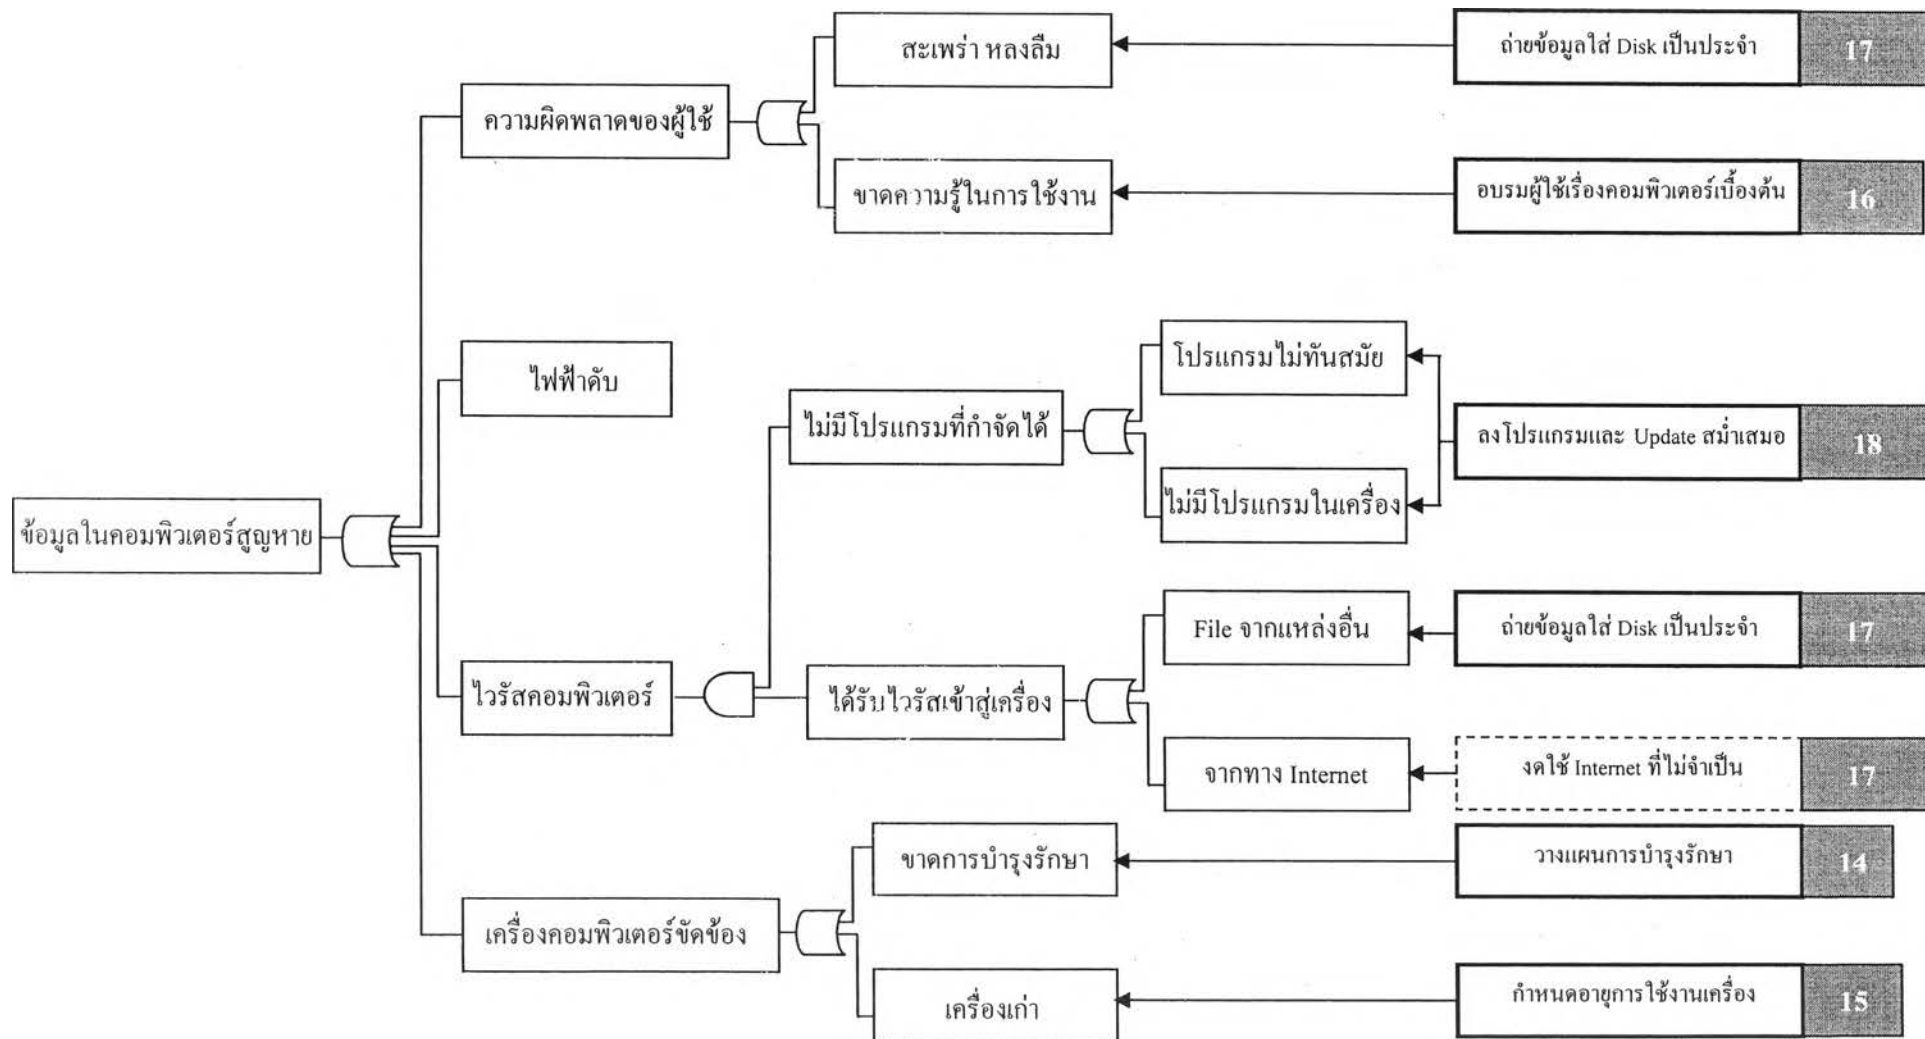 สะเพร่า หลงลืม
ถ่ายข้อมูลใส่ Disk เป็นประจำ
17
ความผิดพลาดของผู้ใช้
ขาดความรู้ในการใช้งาน
อบรมผู้ใช้เรื่องคอมพิวเตอร์เบื้องต้น
16
ไฟฟ้าดับ
โปรแกรมไม่ทันสมัย
ไม่มีโปรแกรมที่กำจัดได้
ลงโปรแกรมและ Update สม่ำเสมอ
18
ไม่มีโปรแกรมในเครื่อง
ข้อมูลในคอมพิวเตอร์สูญหาย
File จากแหล่งอื่น
ถ่ายข้อมูลใส่ Disk เป็นประจำ
17
ไวรัสคอมพิวเตอร์
ได้รับไวรัสเข้าสู่เครื่อง
จากทาง Internet
งดใช้ Internet ที่ไม่จำเป็น
17
ขาดการบำรุงรักษา
วางแผนการบำรุงรักษา
14
เครื่องคอมพิวเตอร์ขัดข้อง
เครื่องเก่า
กำหนดอายุการใช้งานเครื่อง
15